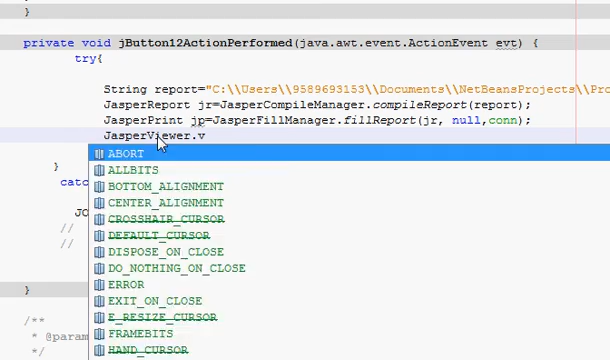 }
private void jButton12ActionPerformed(java.awt.event.ActionEvent evt) {
try{
String report="C:\\Users\\9589693153\\Documents\\NetBeansProjects\\Pro
JasperReport jr=JasperCompileManager.compileReport(report);
JasperPrint jp=JasperFillManager.fillReport(jr, null,conn);
JasperViewer.v
ABORT
} ALLBITS
catc BOTTOM_ALIGNMENT
CENTER_ALIGNMENT
JO CROSSHAIR_CURSOR
// DEFAULT_CURSOR
// DISPOSE_ON_CLOSE
DO_NOTHING_ON_CLOSE
} ERROR
EXIT_ON_CLOSE
/** E_RESIZE_CURSOR
* @param FRAMEBITS
*/ HAND_CURSOR